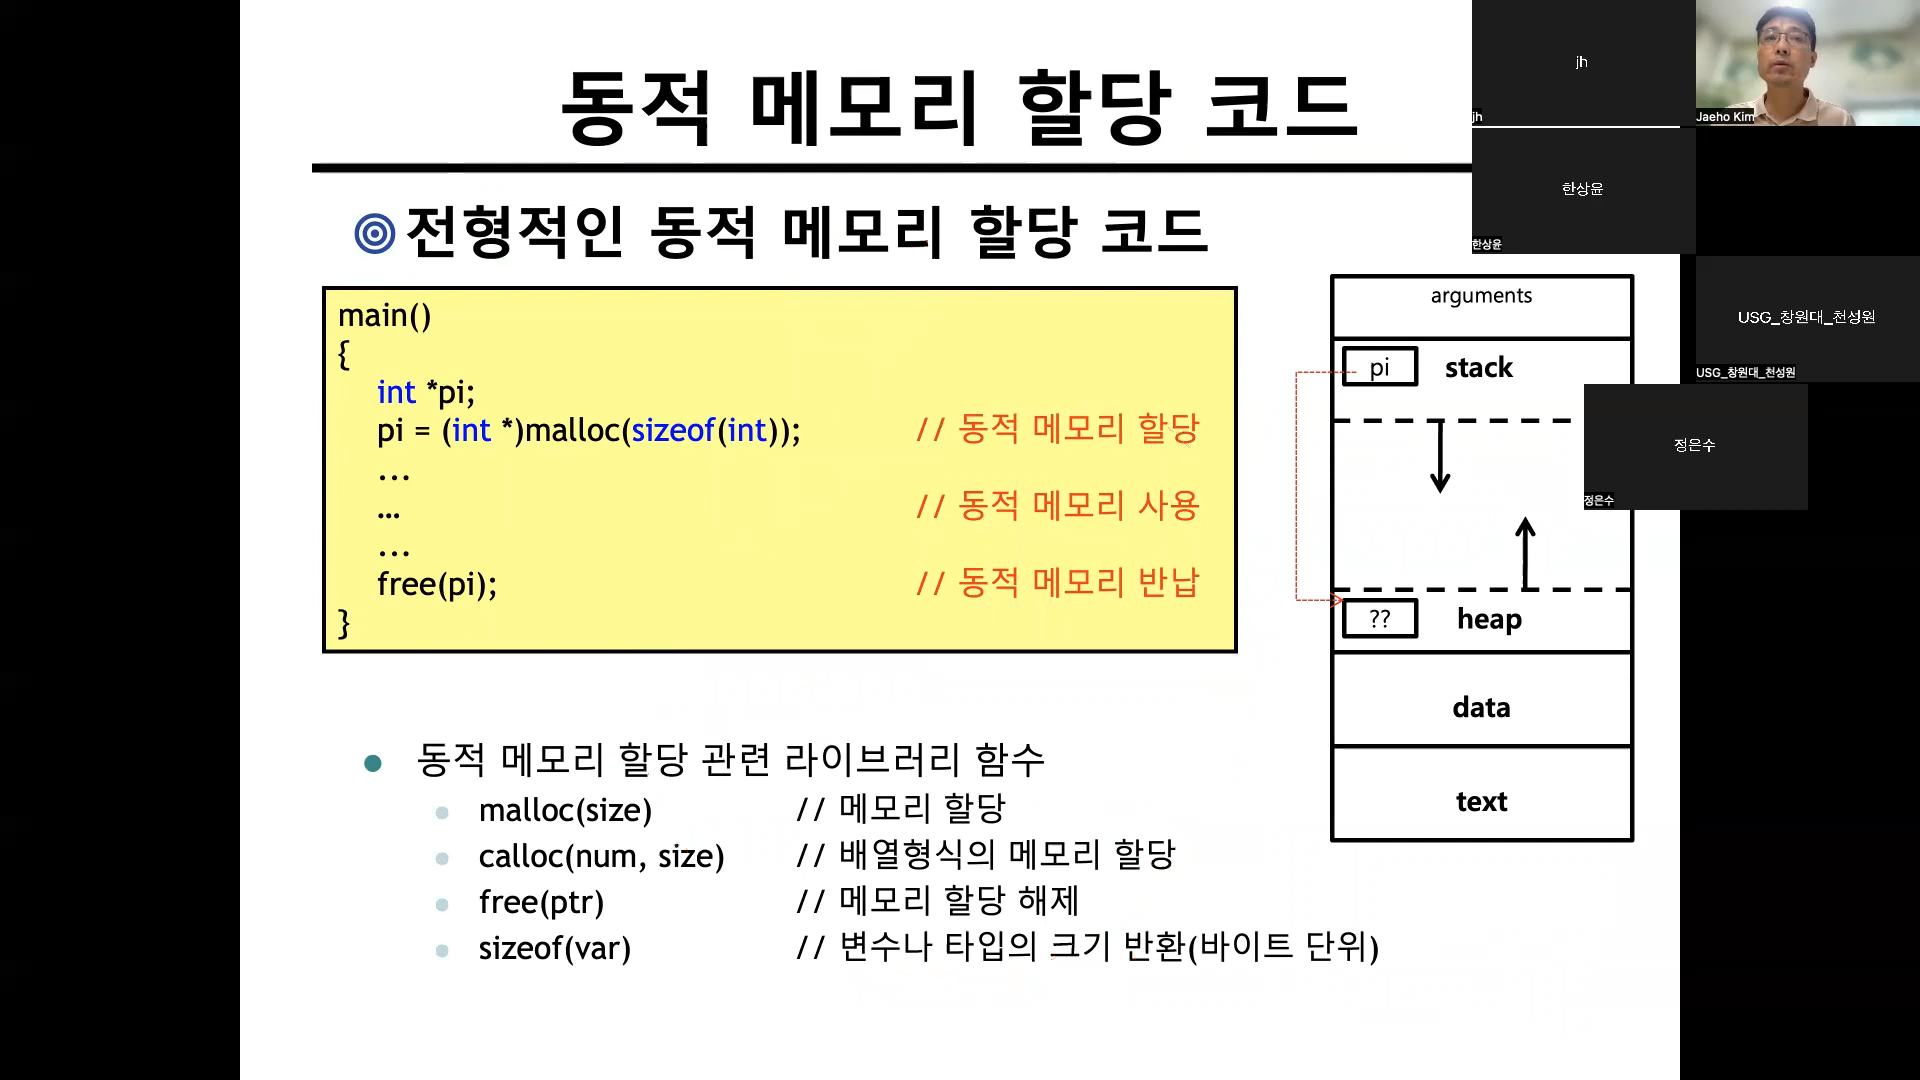 동적 메모리 할당 코드
전형적인 동적 메모리 할당 코드
main()
{
int *pi;
pi = (int *)malloc(sizeof(int)); // 동적 메모리 할당
...
... // 동적 메모리 사용
...
free(pi); // 동적 메모리 반납
}
arguments
pi stack
?? heap
data
text
동적 메모리 할당 관련 라이브러리 함수
malloc(size) // 메모리 할당
calloc(num, size) // 배열형식의 메모리 할당
free(ptr) // 메모리 할당 해제
sizeof(var) // 변수나 타입의 크기 반환(바이트 단위)
jh
jh
Jaeho Kim
한상윤
한상윤
USG_창원대_천성원
USG_창원대_천성원
정은수
정은수